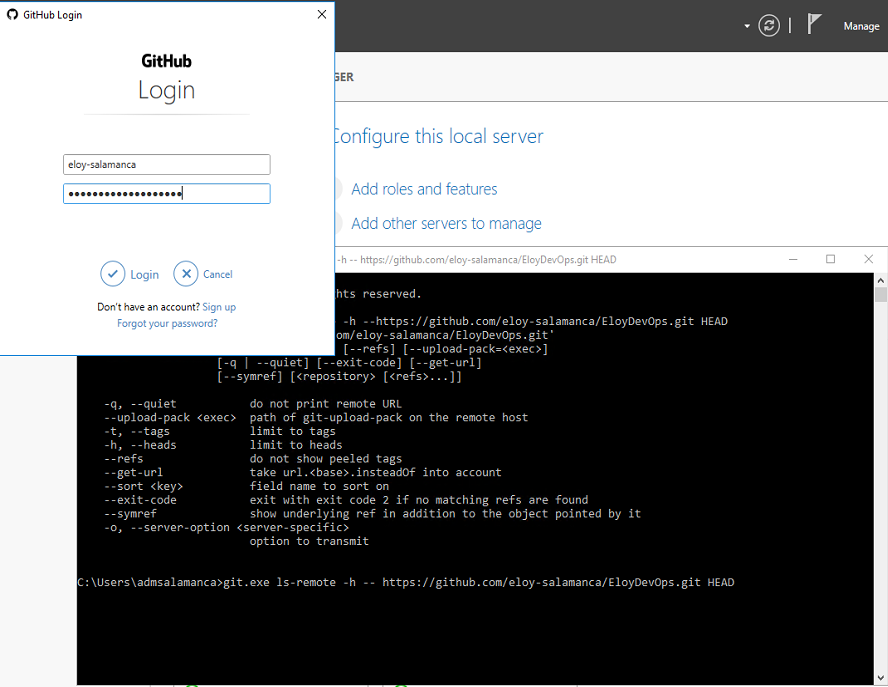 GitHub Login
GitHub
Login
eloy-salamanca
Login
Cancel
Don't have an account? Sign up
Forgot your password?
Manage
GER
Configure this local server
Add roles and features
Add other servers to manage
-h -- https://github.com/eloy-salamanca/EloyDevOps.git HEAD
hts reserved.
-h --https://github.com/eloy-salamanca/EloyDevOps.git HEAD
om/eloy-salamanca/EloyDevOps.git'
[--refs] [--upload-pack=<exec>]
[-q | --quiet] [--exit-code] [--get-url]
[--symref] [<repository> [<refs>...]]
-q, --quiet do not print remote URL
--upload-pack <exec> path of git-upload-pack on the remote host
-t, --tags limit to tags
-h, --heads limit to heads
--refs do not show peeled tags
--get-url take url.<base>.insteadOf into account
--sort <key> field name to sort on
--exit-code exit with exit code 2 if no matching refs are found
--symref show underlying ref in addition to the object pointed by it
-o, --server-option <server-specific>
option to transmit
C:\Users\admsalamanca>git.exe ls-remote -h -- https://github.com/eloy-salamanca/EloyDevOps.git HEAD